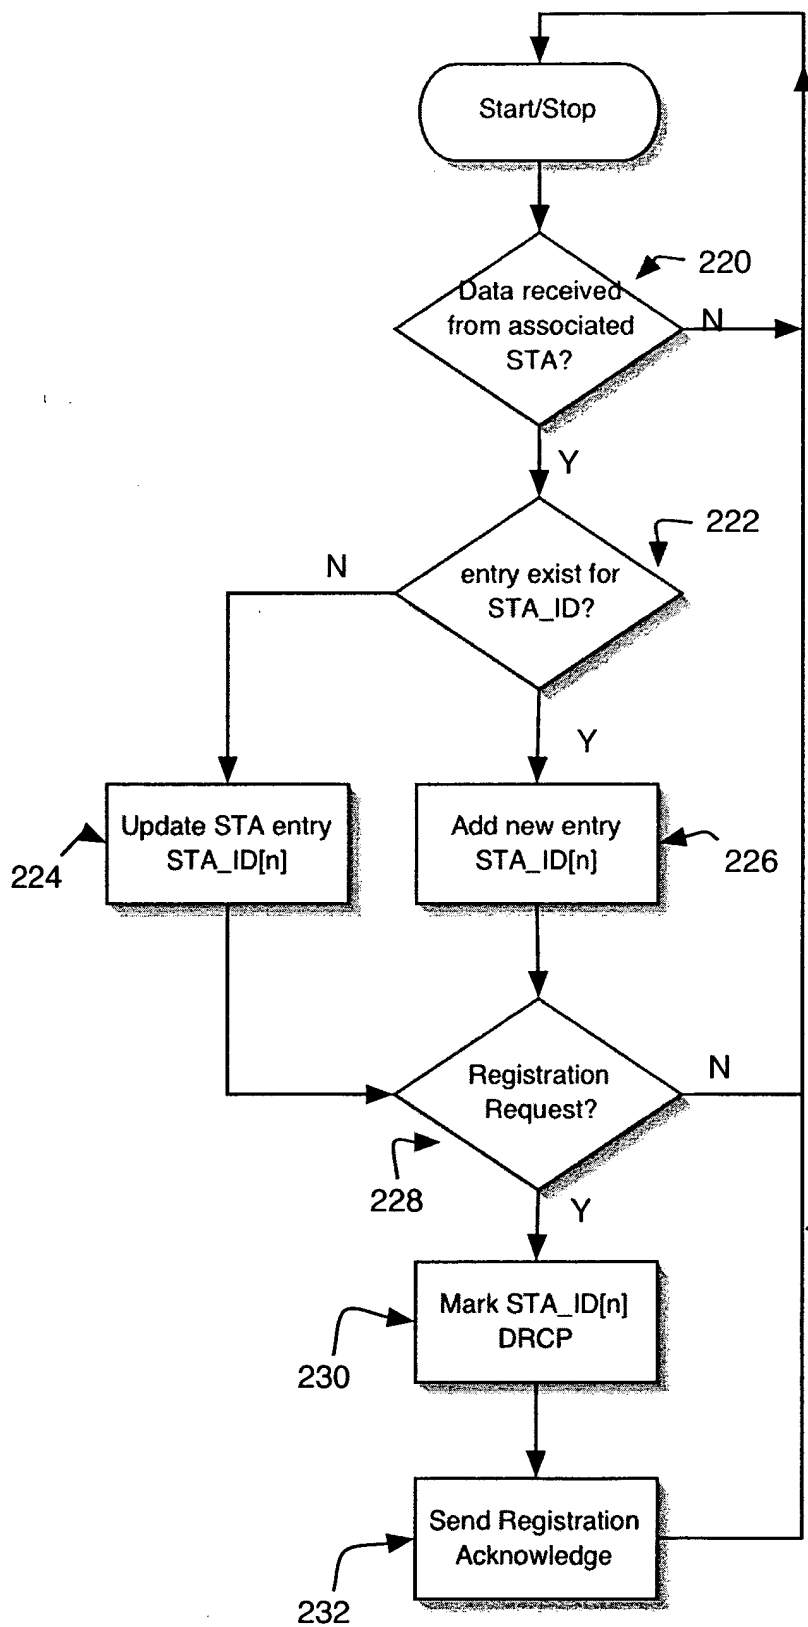 Start/Stop
220
Data received
from associated
STA?
N
Y
222
N
entry exist for
STA_ID?
Y
Update STA entry
STA_ID[n]
Add new entry
STA_ID[n]
224
226
Registration
Request?
N
228
Y
Mark STA_ID[n]
DRCP
230
Send Registration
Acknowledge
232